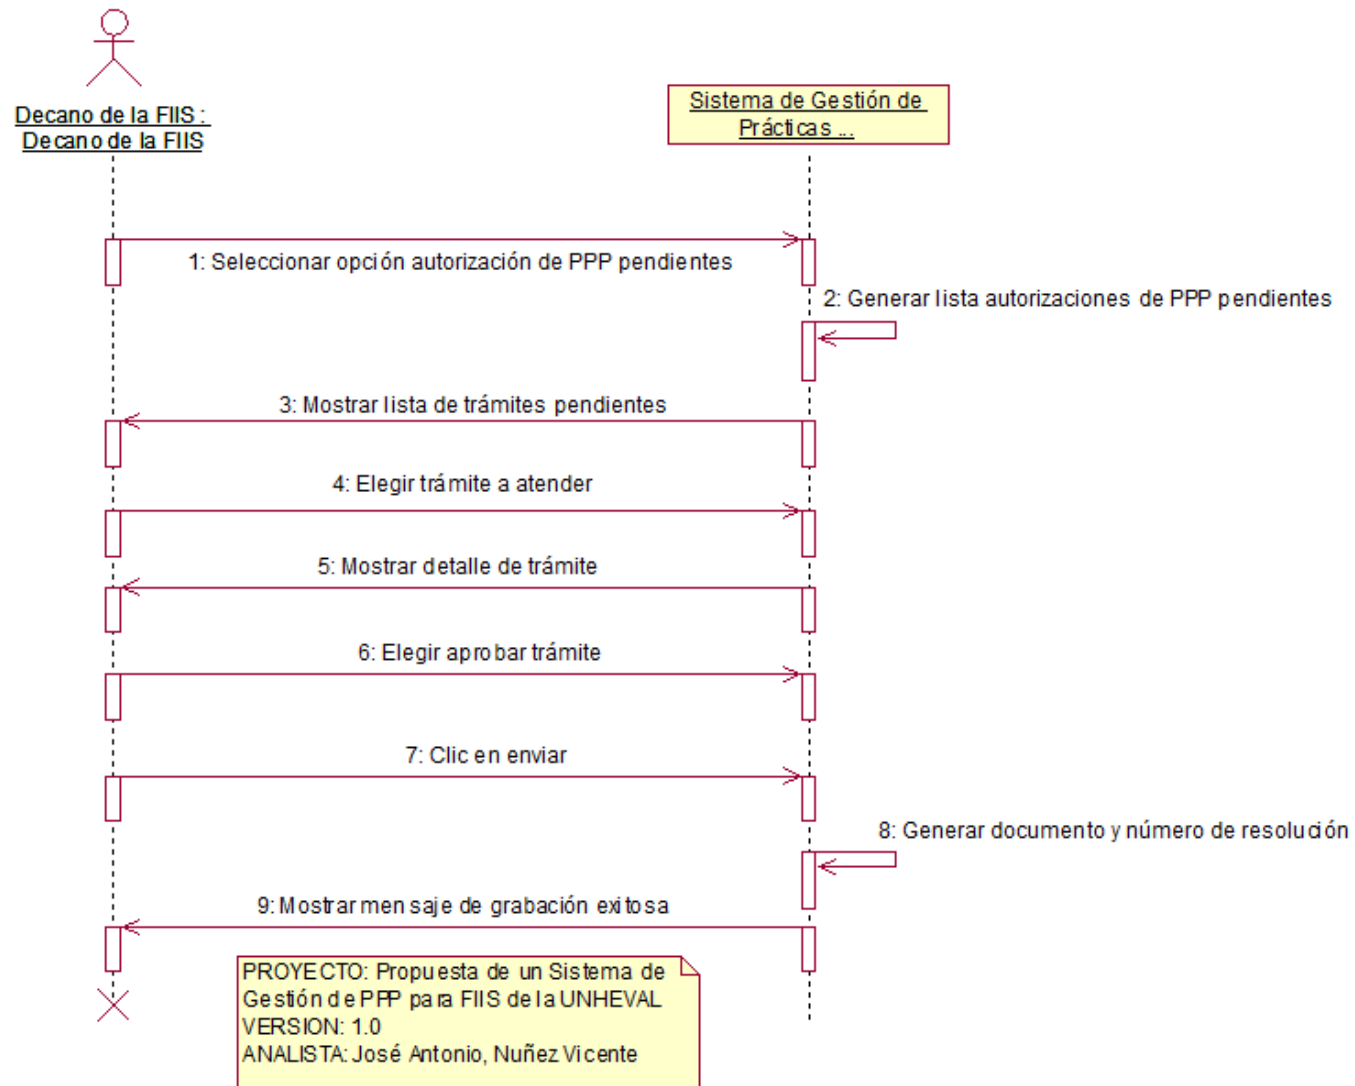 Decano de la FIIS :
Decano de la FIIS
Sistema de Gestión de
Prácticas ...
1: Seleccionar opción autorización de PPP pendientes
2: Generar lista autorizaciones de PPP pendientes
3: Mostrar lista de trámites pendientes
4: Elegir trámite a atender
5: Mostrar detalle de trámite
6: Elegir aprobar trámite
7: Clic en enviar
8: Generar documento y número de resolución
9: Mostrar mensaje de grabación exitosa
PROYECTO: Propuesta de un Sistema de
Gestión de PPP para FIIS de la UNHEVAL
VERSION: 1.0
ANALISTA: José Antonio, Nuñez Vicente